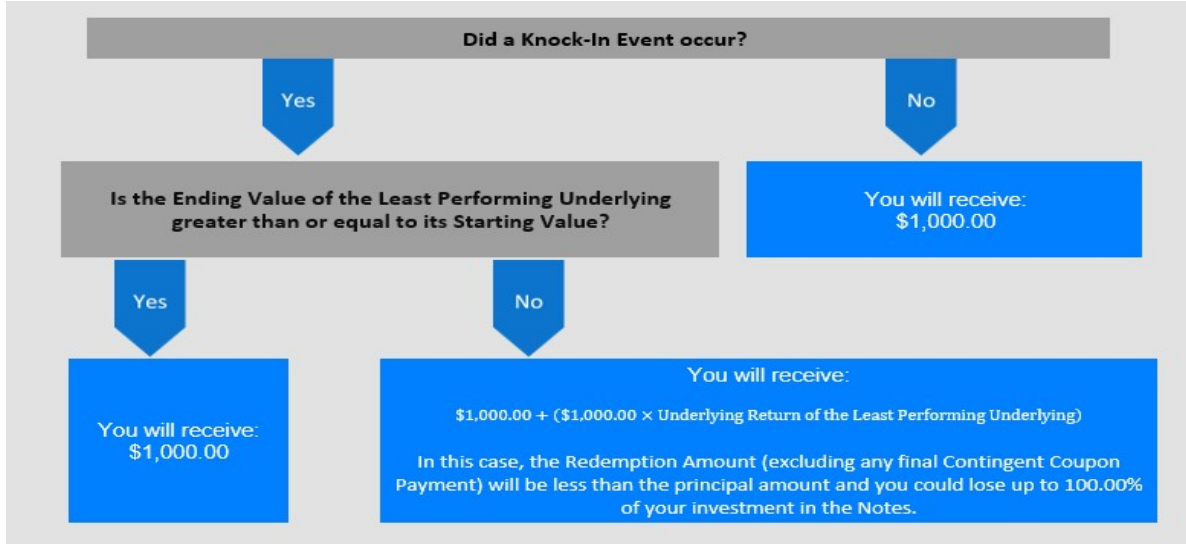 Did a Knock-In Event occur?
Yes
No
Is the Ending Value of the Least Performing Underlying
greater than or equal to its Starting Value?
You will receive:
$1,000.00
Yes
No
You will receive:
$1,000.00
You will receive:
$1,000.00 + ($1,000.00 × Underlying Return of the Least Performing Underlying)
In this case, the Redemption Amount (excluding any final Contingent Coupon
Payment) will be less than the principal amount and you could lose up to 100.00%
of your investment in the Notes.